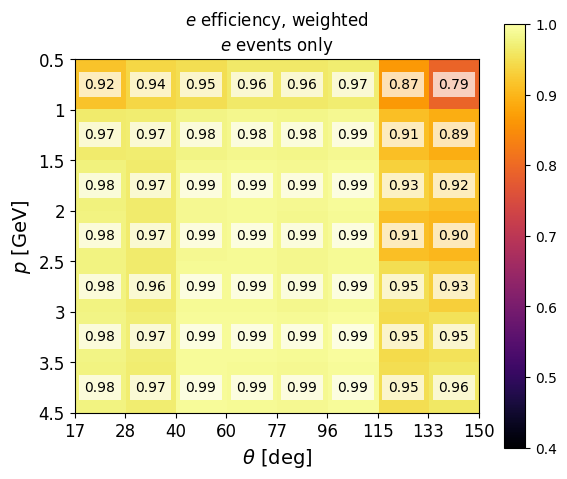 e efficiency, weighted
e events only
0.5
0.92 0.94 0.95 0.96 0.96 0.97 0.87 0.79
1
0.97 0.97 0.98 0.98 0.98 0.99 0.91 0.89
1.5
0.98 0.97 0.99 0.99 0.99 0.99 0.93 0.92
2
0.98 0.97 0.99 0.99 0.99 0.99 0.91 0.90
2.5
0.98 0.96 0.99 0.99 0.99 0.99 0.95 0.93
3
0.98 0.97 0.99 0.99 0.99 0.99 0.95 0.95
3.5
0.98 0.97 0.99 0.99 0.99 0.99 0.95 0.96
4.5
p [GeV]
17 28 40 60 77 96 115 133 150
θ [deg]
1.0
0.9
0.8
0.7
0.6
0.5
0.4